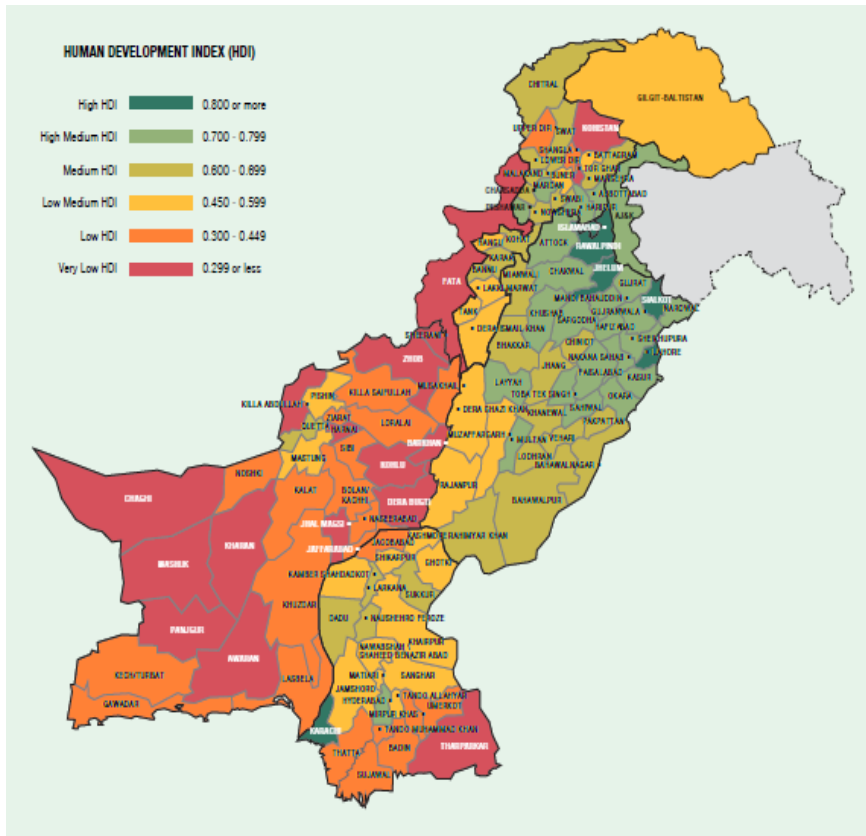 HUMAN DEVELOPMENT INDEX (HDI)
High HDI 0.800 or more
High Medium HDI 0.700 - 0.799
Medium HDI 0.600 - 0.699
Low Medium HDI 0.450 - 0.599
Low HDI 0.300 - 0.449
Very Low HDI 0.299 or less
CHITRAL
GILGIT-BALTISTAN
UPPER DIR
SWAT
KOHISTAN
SHANGLA
LOWER DIR
BATTAGRAM
TOR GHAR
MALAKAND
BUNER
MANSEHRA
CHARSADDA
MARDAN
ABBOTTABAD
SWABI
HARIPUR
PESHAWAR
NOWSHERA
AJ&K
ISLAMABAD
HANGU
KOHAT
ATTOCK
RAWALPINDI
KARAK
FATA
BANNU
MIANWALI
CHAKWAL
JHELUM
LAKKI MARWAT
GUJRAT
MANDI BAHAUDDIN
SIALKOT
TANK
KHUSHAB
GUJRANWALA
NAROWAL
SARGODHA
HAFIZABAD
DERA ISMAIL KHAN
SHEERANI
SHEIKHUPURA
CHINIOT
BHAKKAR
LAHORE
ZHOB
NANKANA SAHAB
JHANG
FAISALABAD
KASUR
MUSAKHAIL
LAYYAH
KILLA ABDULLAH
PISHIN
KILLA SAIFULLAH
TOBA TEK SINGH
OKARA
DERA GHAZI KHAN
SAHIWAL
ZIARAT
KHANEWAL
PAKPATTAN
QUETTA
HARNAI
LORALAI
MUZAFFARGARH
BARKHAN
MULTAN
VEHARI
SIBI
MASTUNG
LODHRAN
KOHLU
BAHAWALNAGAR
NOSHKI
RAJANPUR
CHAGHI
KALAT
BOLAN/
KACHHI
DERA BUGTI
BAHAWALPUR
NASEERABAD
KHARAN
JHAL MAGSI
KASHMORE
RAHIMYAR KHAN
JAFFARABAD
JACOBABAD
SHIKARPUR
GHOTKI
WASHUK
KAMBER SHAHDADKOT
LARKANA
SUKKUR
KHUZDAR
DADU
NAUSHEHRO FEROZE
PANJGUR
KHAIRPUR
NAWABSHAH/
SHAHEED BENAZIR ABAD
AWARAN
KECH/TURBAT
MATIARI
SANGHAR
LASBELA
JAMSHORO
TANDO ALLAHYAR
GAWADAR
HYDERABAD
UMERKOT
MIRPUR KHAS
KARACHI
TANDO MUHAMMAD KHAN
THATTA
BADIN
THARPARKAR
SUJAWAL